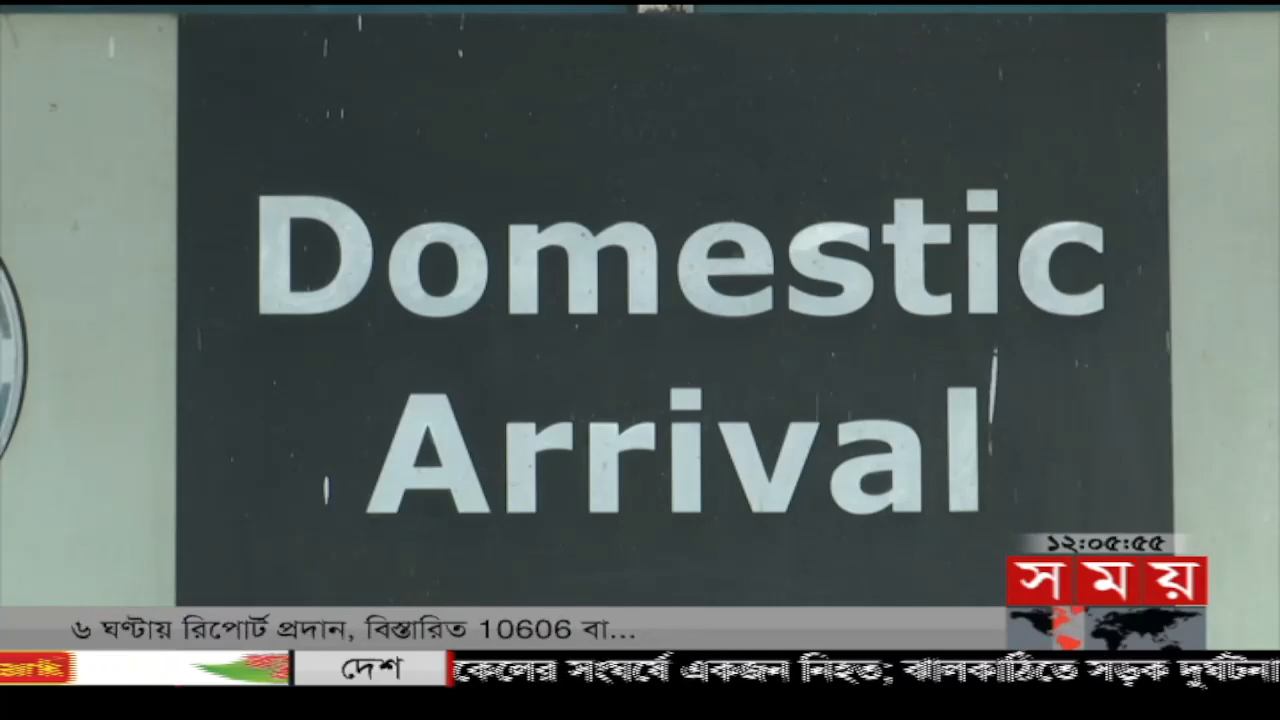 Domestic
Arrival
১২:০৫:৫৫
সময়
৬ ঘণ্টায় রিপোর্ট প্রদান, বিস্তারিত 10606 বা...
দেশ
সংঘর্ষে একজন নিহত; ঝালকাঠিতে সড়ক দুর্ঘটনা